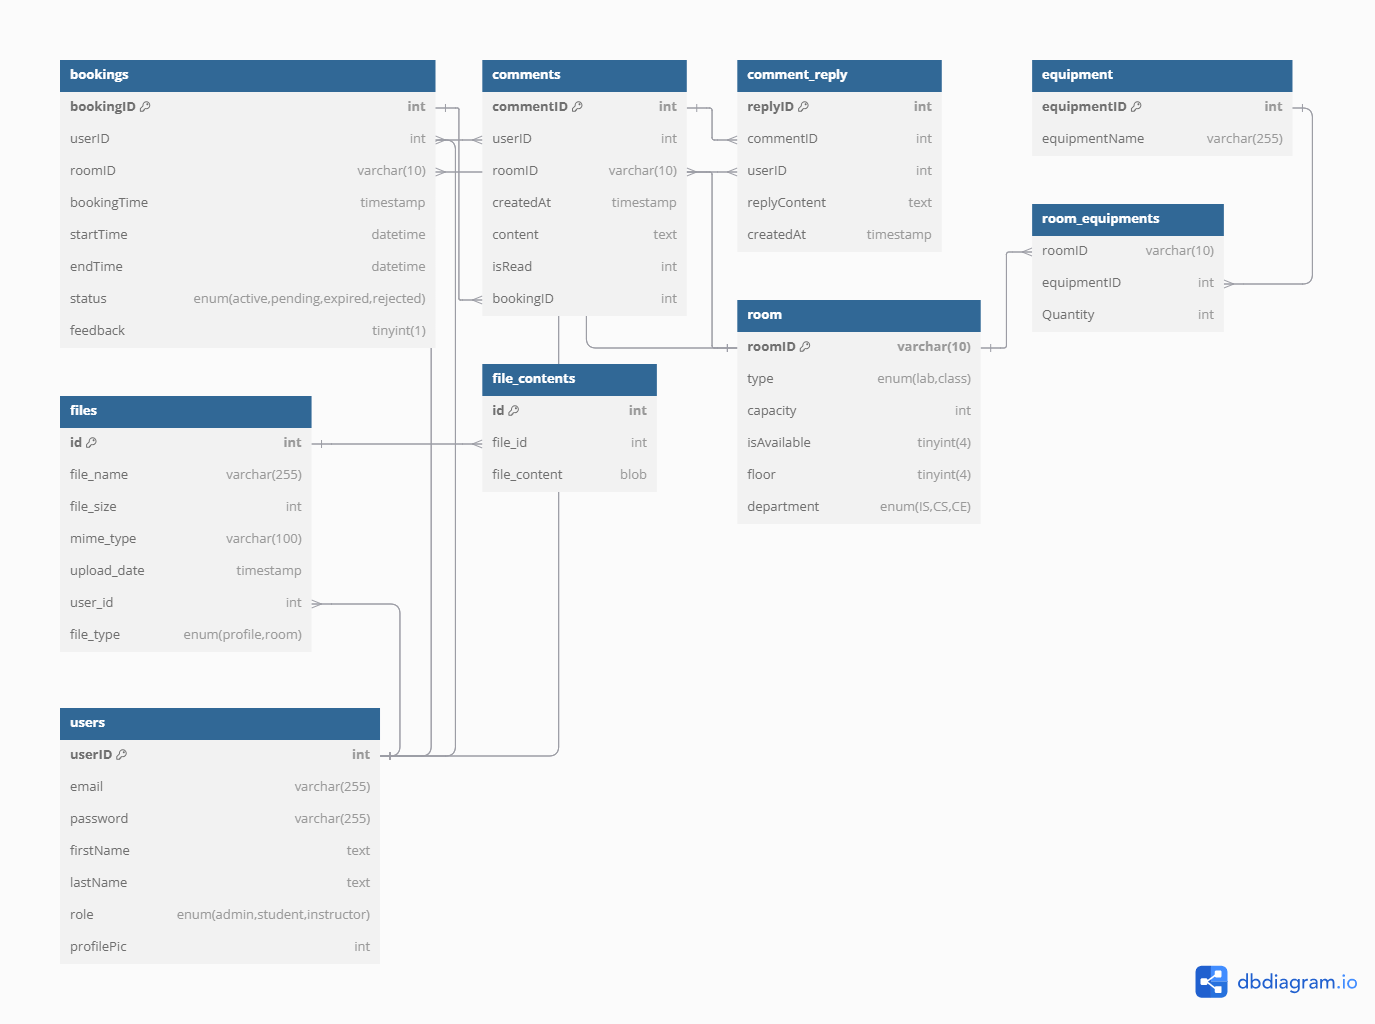 bookings
bookingID int
userID int
roomID varchar(10)
bookingTime timestamp
startTime datetime
endTime datetime
status enum(active,pending,expired,rejected)
feedback tinyint(1)
comments
commentID int
userID int
roomID varchar(10)
createdAt timestamp
content text
isRead int
bookingID int
comment_reply
replyID int
commentID int
userID int
replyContent text
createdAt timestamp
equipment
equipmentID int
equipmentName varchar(255)
room_equipments
roomID varchar(10)
equipmentID int
Quantity int
room
roomID varchar(10)
type enum(lab,class)
capacity int
isAvailable tinyint(4)
floor tinyint(4)
department enum(IS,CS,CE)
file_contents
id int
file_id int
file_content blob
files
id int
file_name varchar(255)
file_size int
mime_type varchar(100)
upload_date timestamp
user_id int
file_type enum(profile,room)
users
userID int
email varchar(255)
password varchar(255)
firstName text
lastName text
role enum(admin,student,instructor)
profilePic int
dbdiagram.io